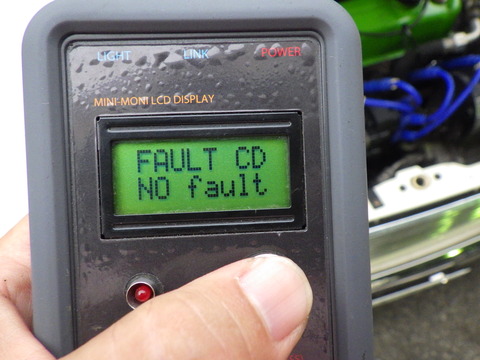 LIGHT LINK POWER
MINI-MONI LCD DISPLAY
FAULT CD
NO fault